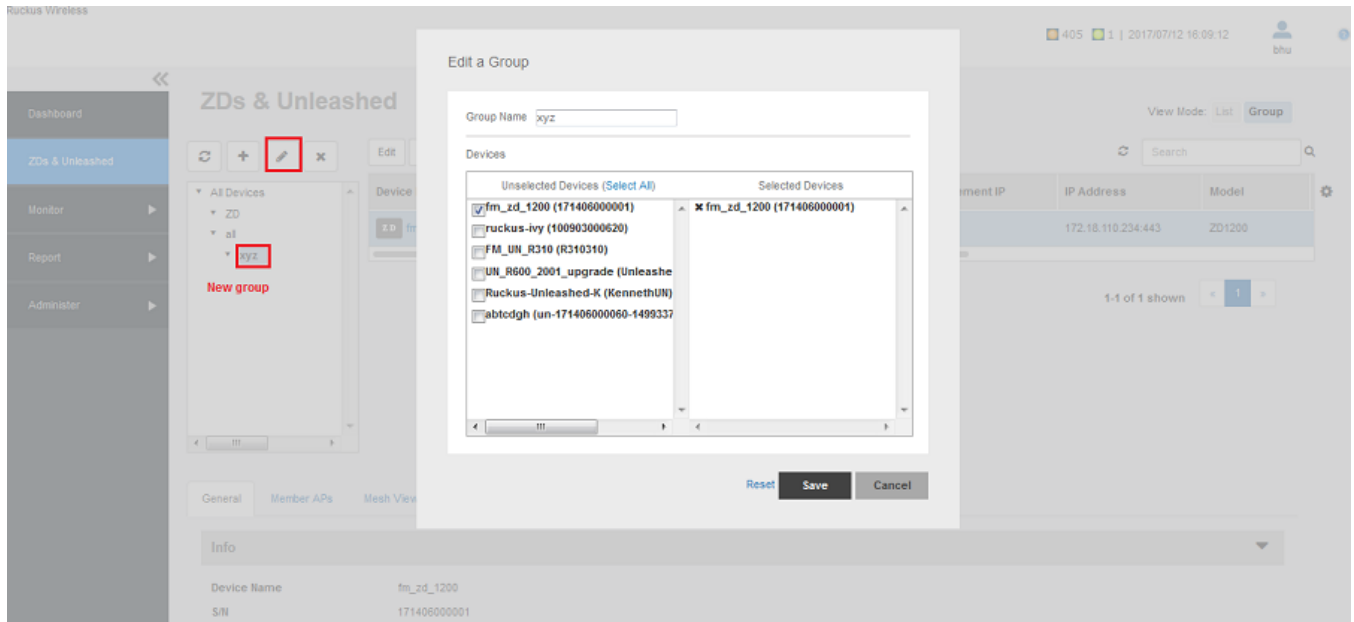 Ruckus Wireless
405 1 | 2017/07/12 16:09:12
bhu
Dashboard
ZDs & Unleashed
Monitor
Report
Administer
ZDs & Unleashed
View Mode: List Group
Edit
Search
All Devices
ZD
all
xyz
New group
Device
ement IP
IP Address
Model
ZD
fm
172.18.110.234:443
ZD1200
1-1 of 1 shown
« 1 »
Edit a Group
Group Name xyz
Devices
Unselected Devices (Select All)
Selected Devices
fm_zd_1200 (171406000001)
ruckus-ivy (100903000620)
FM_UN_R310 (R310310)
UN_R600_2001_upgrade (Unleashe
Ruckus-Unleashed-K (KennethUN)
abtcdgh (un-171406000060-1499337
fm_zd_1200 (171406000001)
Reset
Save
Cancel
General
Member APs
Mesh View
Info
Device Name fm_zd_1200
S/N 171406000001